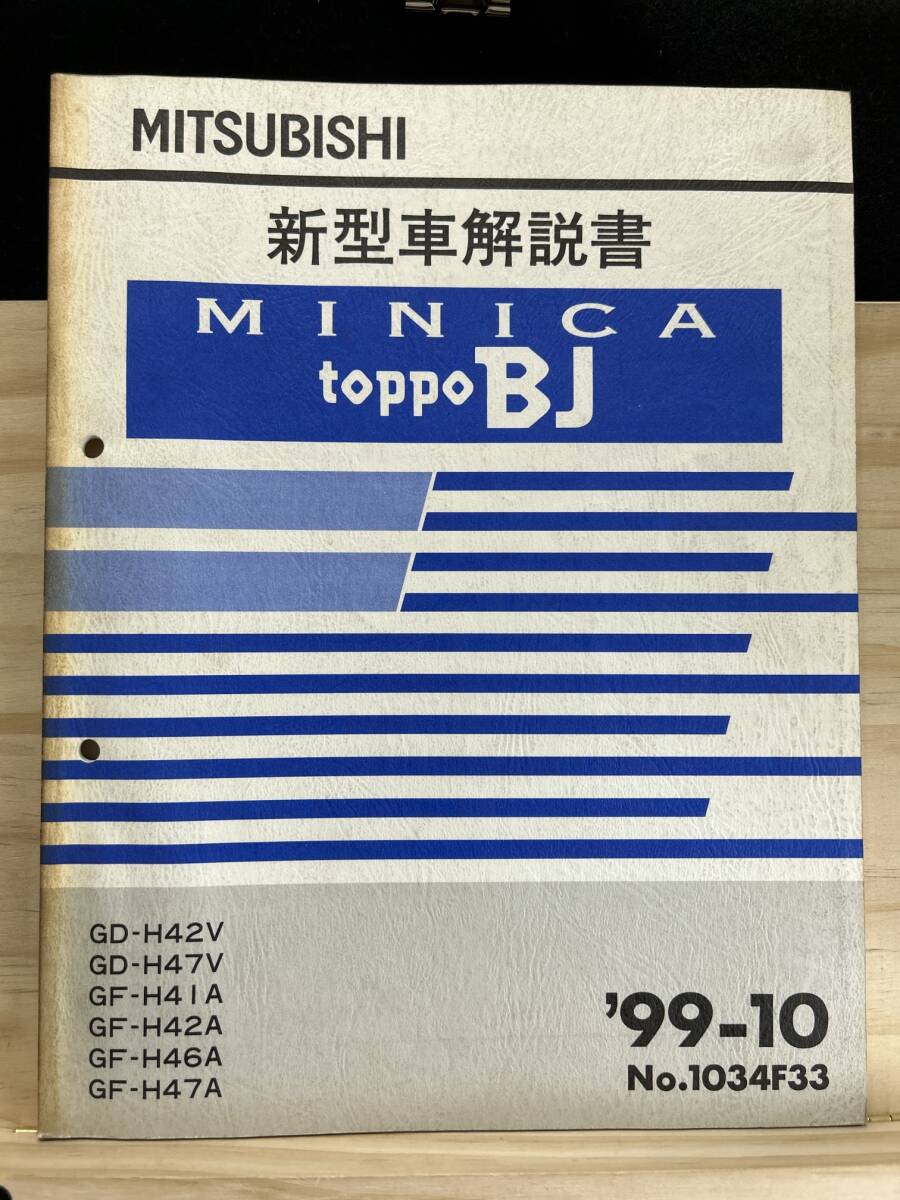 MITSUBISHI
新型車解説書
MINICA
toppo BJ
GD-H42V
GD-H47V
GF-H41A
GF-H42A
GF-H46A
GF-H47A
'99-10
No.1034F33